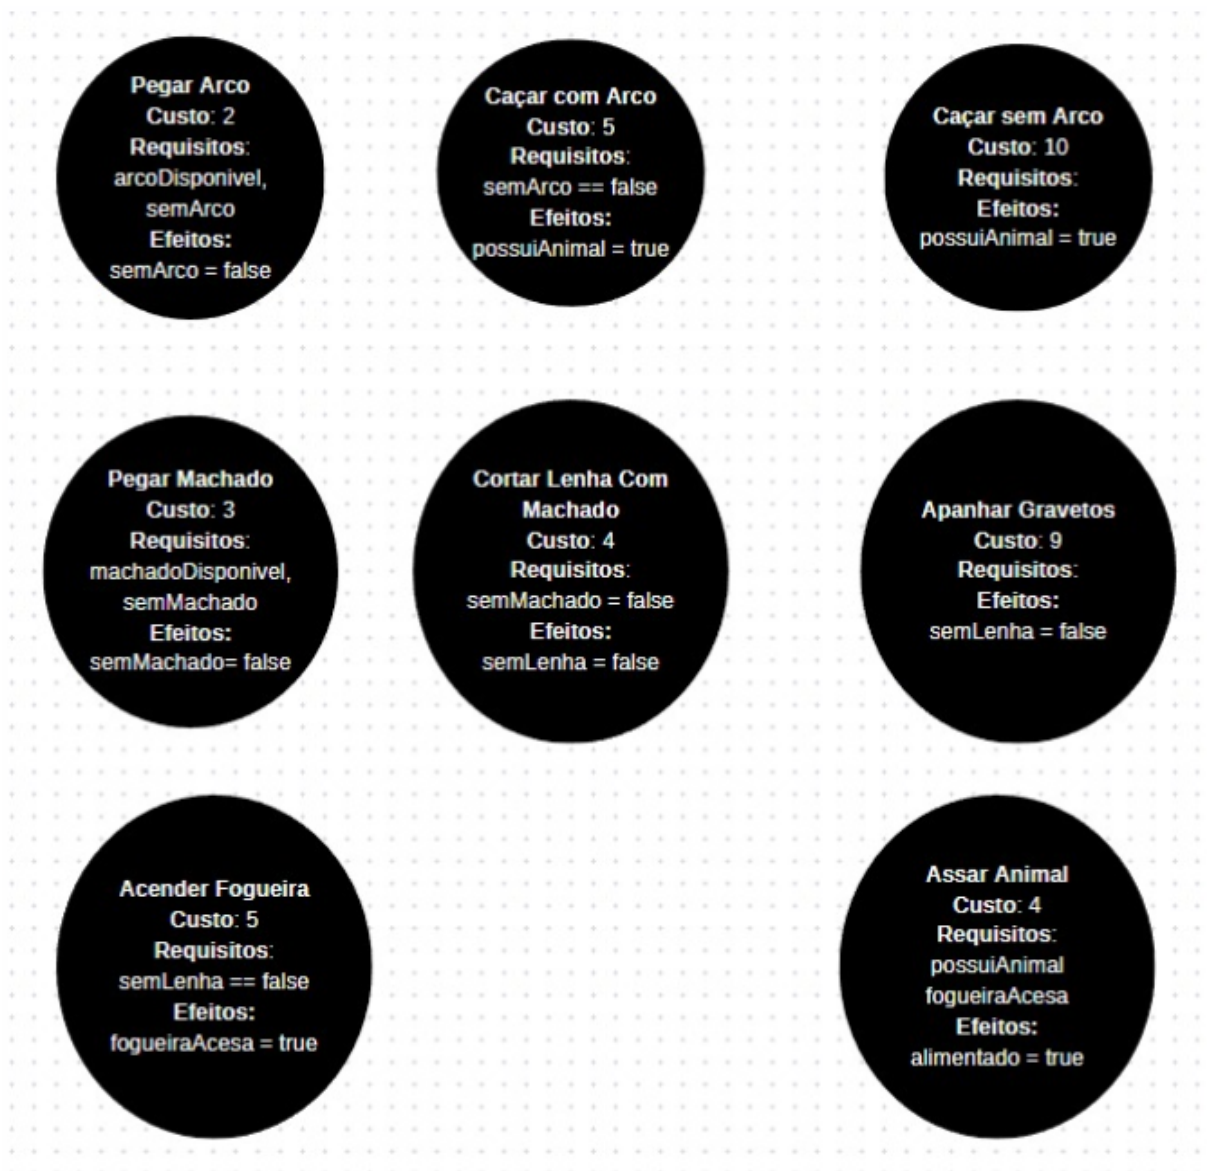 Pegar Arco
Custo: 2
Requisitos:
arcoDisponivel,
semArco
Efeitos:
semArco = false
Caçar com Arco
Custo: 5
Requisitos:
semArco == false
Efeitos:
possuiAnimal = true
Caçar sem Arco
Custo: 10
Requisitos:
Efeitos:
possuiAnimal = true
Pegar Machado
Custo: 3
Requisitos:
machadoDisponivel,
semMachado
Efeitos:
semMachado= false
Cortar Lenha Com
Machado
Custo: 4
Requisitos:
semMachado = false
Efeitos:
semLenha = false
Apanhar Gravetos
Custo: 9
Requisitos:
Efeitos:
semLenha = false
Acender Fogueira
Custo: 5
Requisitos:
semLenha == false
Efeitos:
fogueiraAcesa = true
Assar Animal
Custo: 4
Requisitos:
possuiAnimal
fogueiraAcesa
Efeitos:
alimentado = true